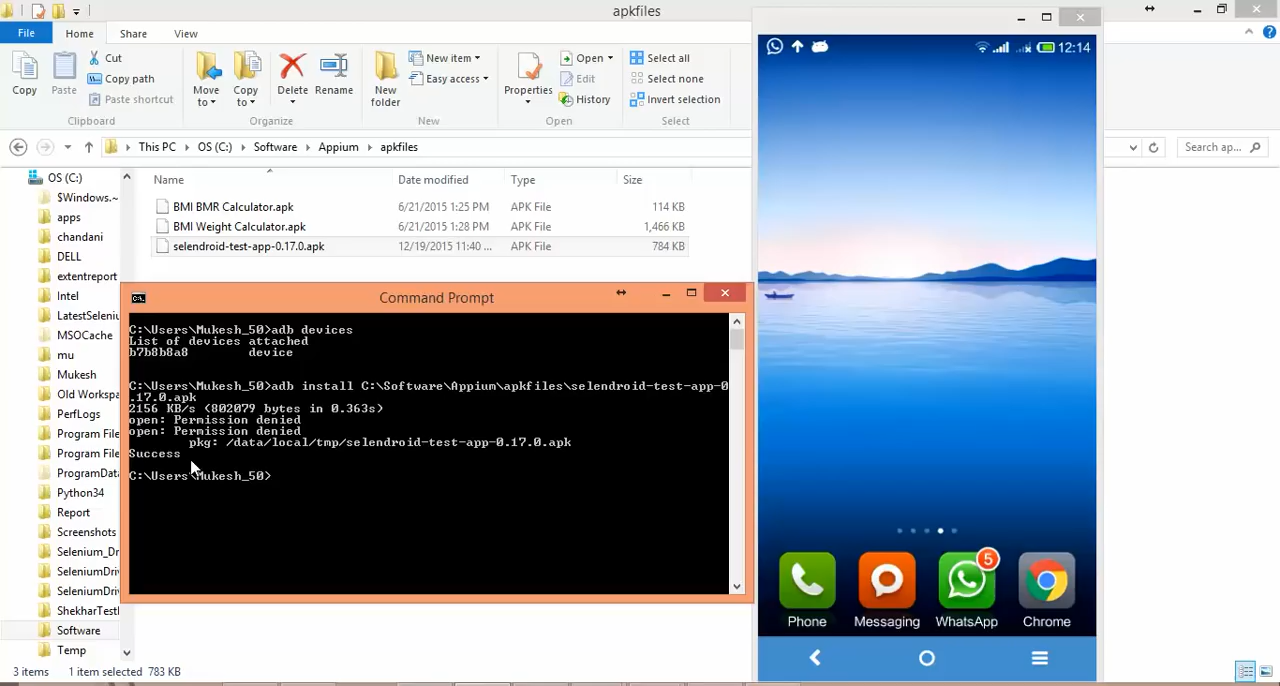 apkfiles
File
Home
Share
View
Copy
Paste
Cut
Copy path
Paste shortcut
Clipboard
Move to
Copy to
Delete
Rename
Organize
New folder
New item
Easy access
New
Properties
Open
Edit
History
Open
Select all
Select none
Invert selection
Select
This PC
OS (C:)
Software
Appium
apkfiles
Search ap...
OS (C:)
$Windows.~
apps
chandani
DELL
extentreport
Intel
LatestSeleniu
MSOCache
mu
Mukesh
Old Workspa
PerfLogs
Program File
Program File
ProgramData
Python34
Report
Screenshots
Selenium_Dr
SeleniumDriv
SeleniumDriv
ShekharTestI
Software
Temp
Name Date modified Type Size
BMI BMR Calculator.apk 6/21/2015 1:25 PM APK File 114 KB
BMI Weight Calculator.apk 6/21/2015 1:28 PM APK File 1,466 KB
selendroid-test-app-0.17.0.apk 12/19/2015 11:40 ... APK File 784 KB
Command Prompt
C:\Users\Mukesh_50>adb devices
List of devices attached
b7b8b8a8 device
C:\Users\Mukesh_50>adb install C:\Software\Appium\apkfiles\selendroid-test-app-0
.17.0.apk
2156 KB/s (802079 bytes in 0.363s)
open: Permission denied
open: Permission denied
pkg: /data/local/tmp/selendroid-test-app-0.17.0.apk
Success
C:\Users\Mukesh_50>
12:14
5
Phone
Messaging
WhatsApp
Chrome
3 items 1 item selected 783 KB